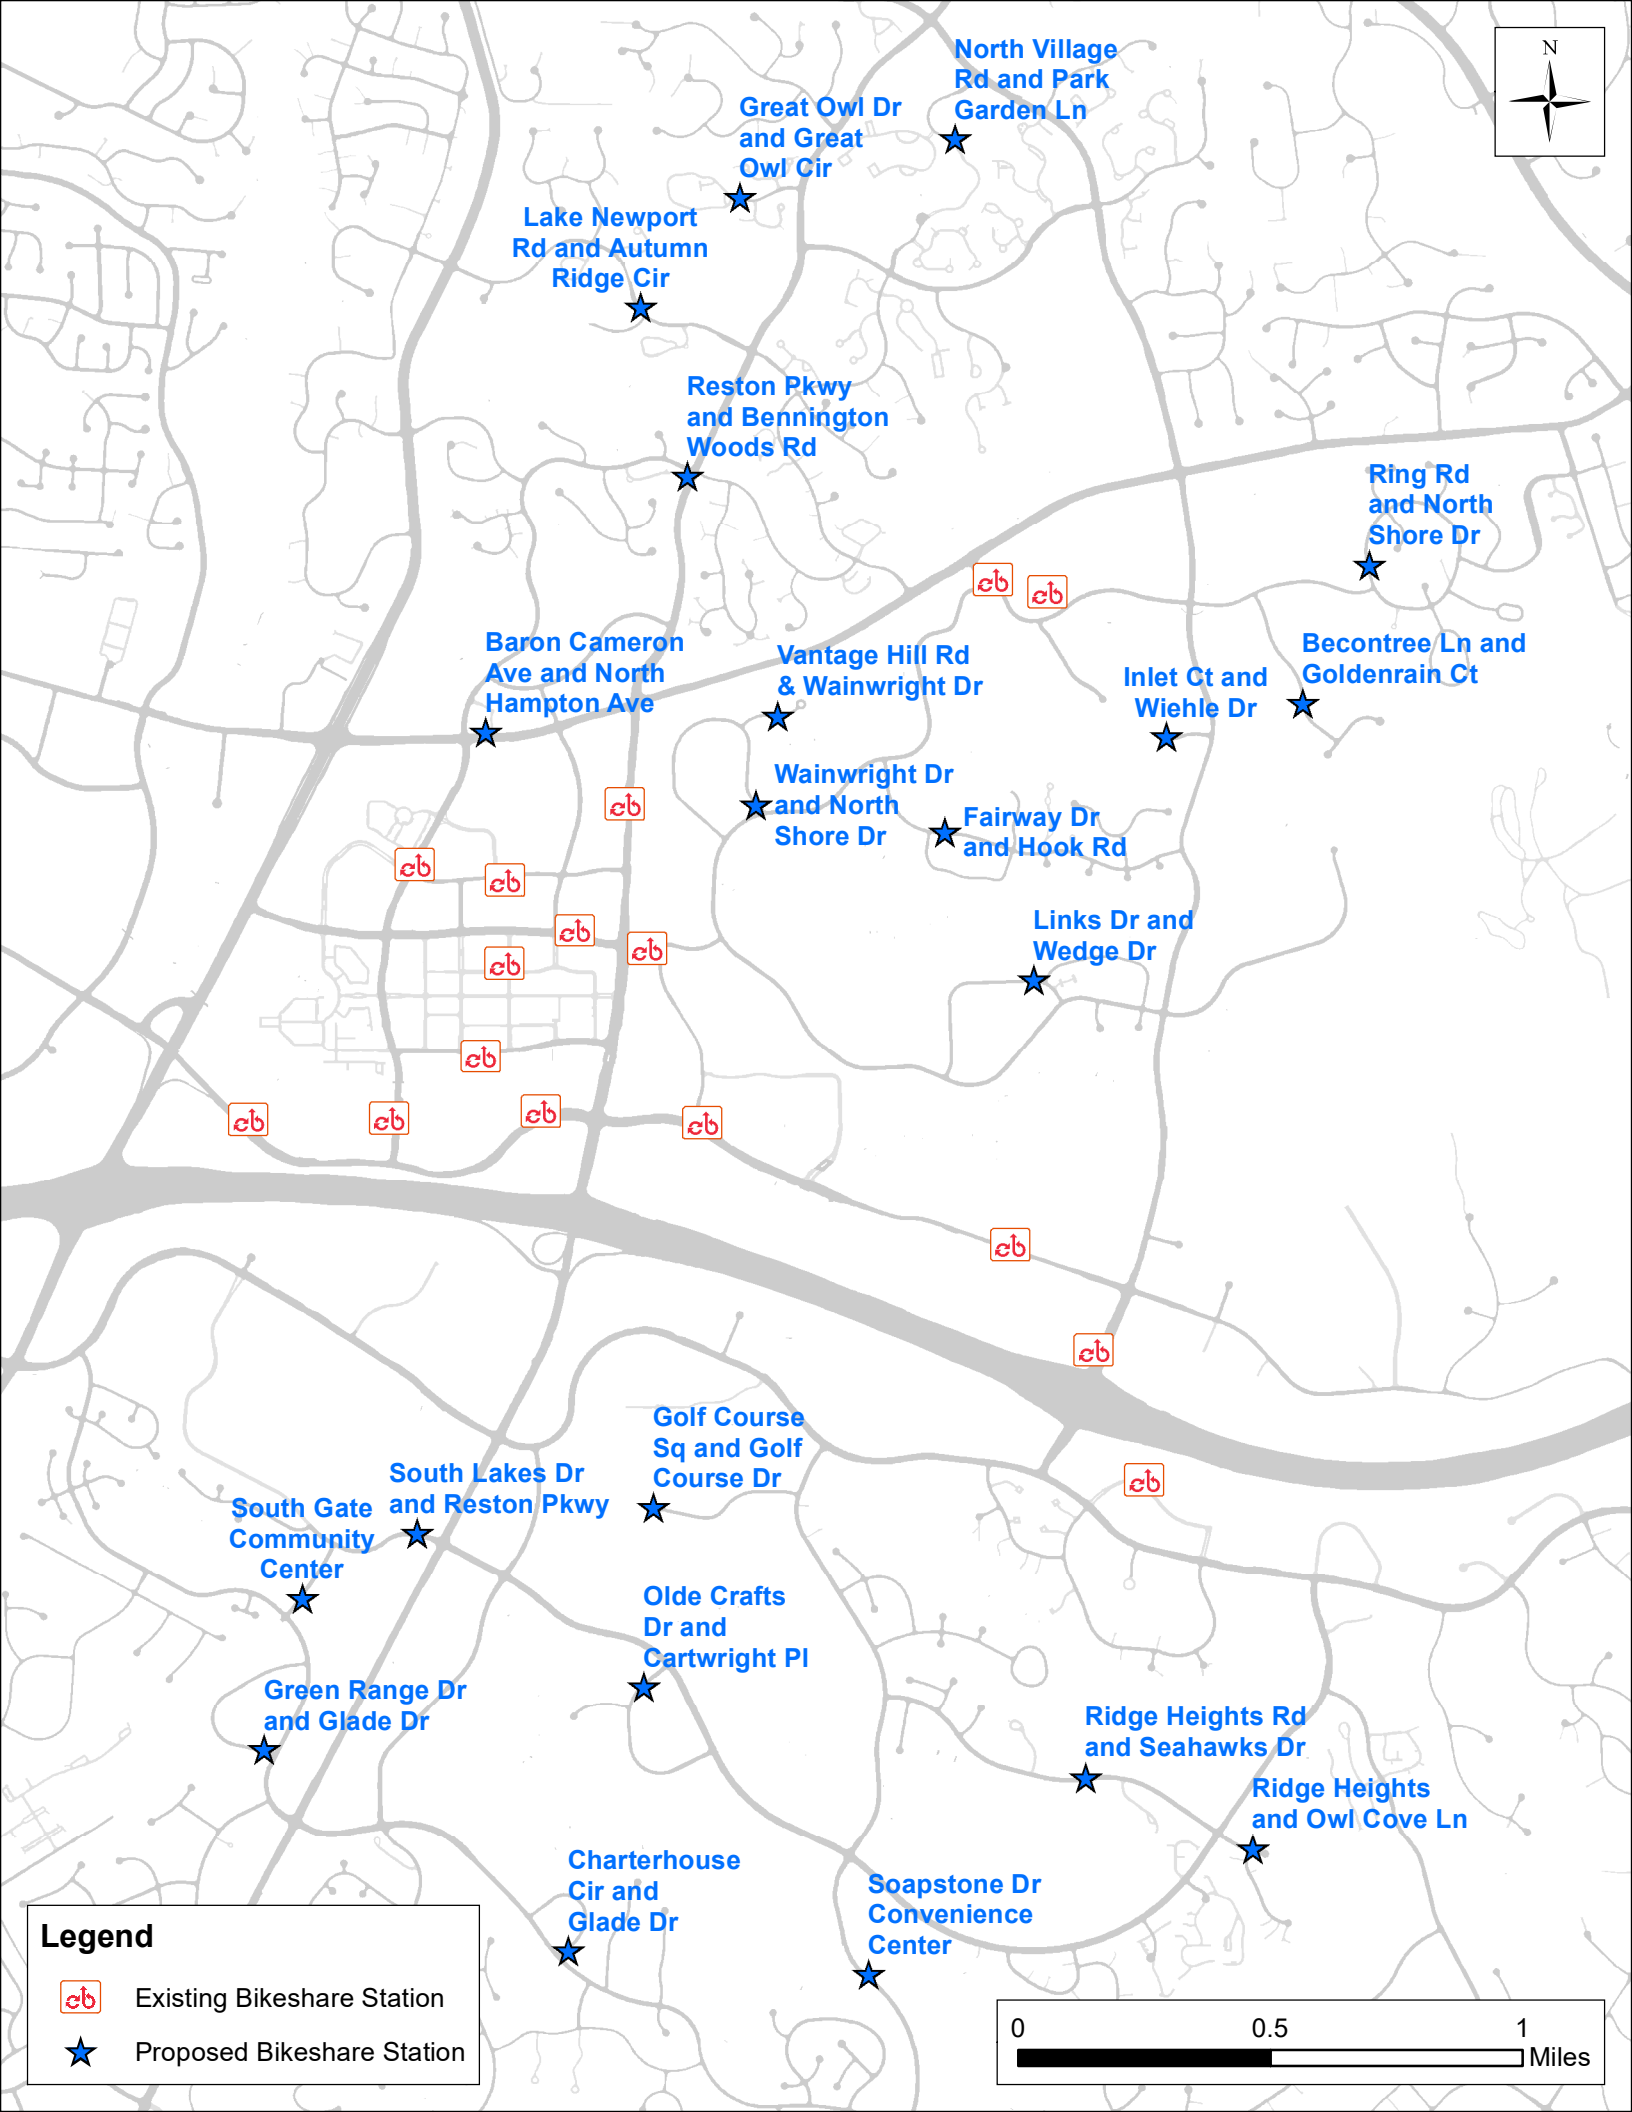 N
North Village
Rd and Park
Garden Ln
Great Owl Dr
and Great
Owl Cir
Lake Newport
Rd and Autumn
Ridge Cir
Reston Pkwy
and Bennington
Woods Rd
Ring Rd
and North
Shore Dr
Baron Cameron
Ave and North
Hampton Ave
Vantage Hill Rd
& Wainwright Dr
Inlet Ct and
Wiehle Dr
Becontree Ln and
Goldenrain Ct
Wainwright Dr
and North
Shore Dr
Fairway Dr
and Hook Rd
Links Dr and
Wedge Dr
Golf Course
Sq and Golf
Course Dr
South Lakes Dr
and Reston Pkwy
South Gate
Community
Center
Olde Crafts
Dr and
Cartwright Pl
Green Range Dr
and Glade Dr
Ridge Heights Rd
and Seahawks Dr
Ridge Heights
and Owl Cove Ln
Charterhouse
Cir and
Glade Dr
Soapstone Dr
Convenience
Center
Legend
Existing Bikeshare Station
Proposed Bikeshare Station
0 0.5 1
Miles